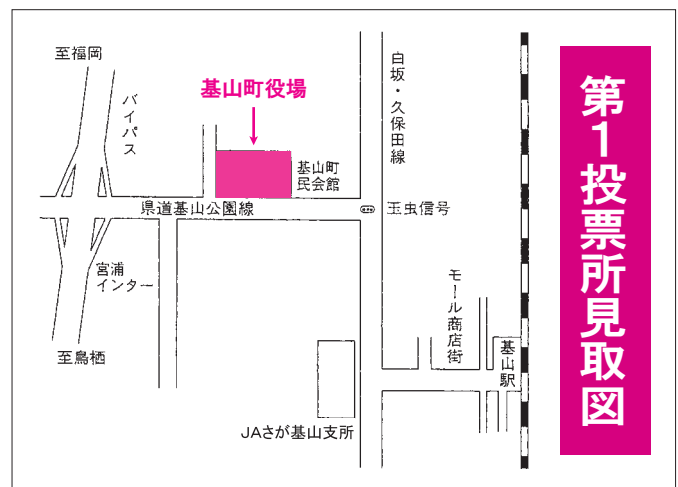 第1投票所見取図
至福岡
バイパス
基山町役場
白坂・久保田線
基山町
民会館
県道基山公園線
玉虫信号
宮浦
インター
モール商店街
基山駅
至鳥栖
JAさが基山支所